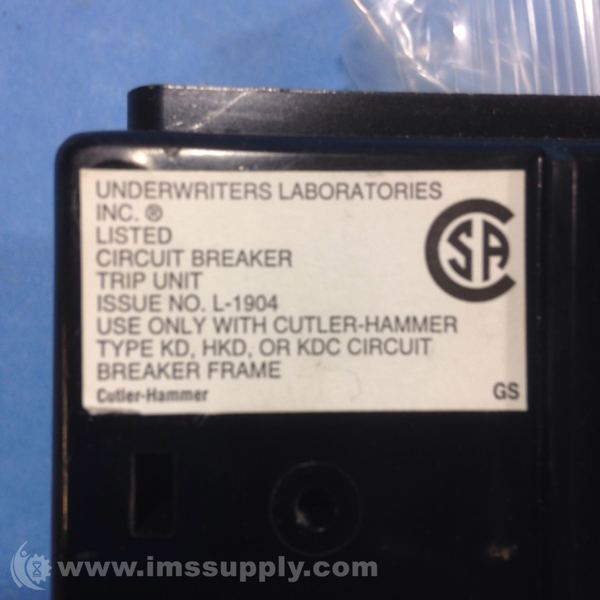 UNDERWRITERS LABORATORIES
INC. ®
LISTED
CIRCUIT BREAKER
TRIP UNIT
ISSUE NO. L-1904
USE ONLY WITH CUTLER-HAMMER
TYPE KD, HKD, OR KDC CIRCUIT
BREAKER FRAME
Cutler-Hammer
GS
CSA
www.imssupply.com